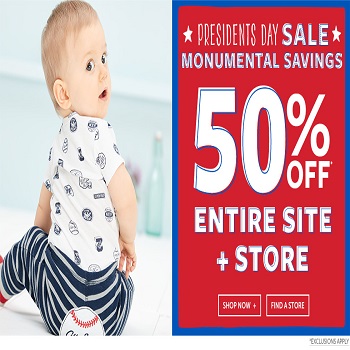 ★ PRESIDENTS DAY SALE ★
MONUMENTAL SAVINGS
50% OFF*
ENTIRE SITE
+ STORE
SHOP NOW +
FIND A STORE
*EXCLUSIONS APPLY